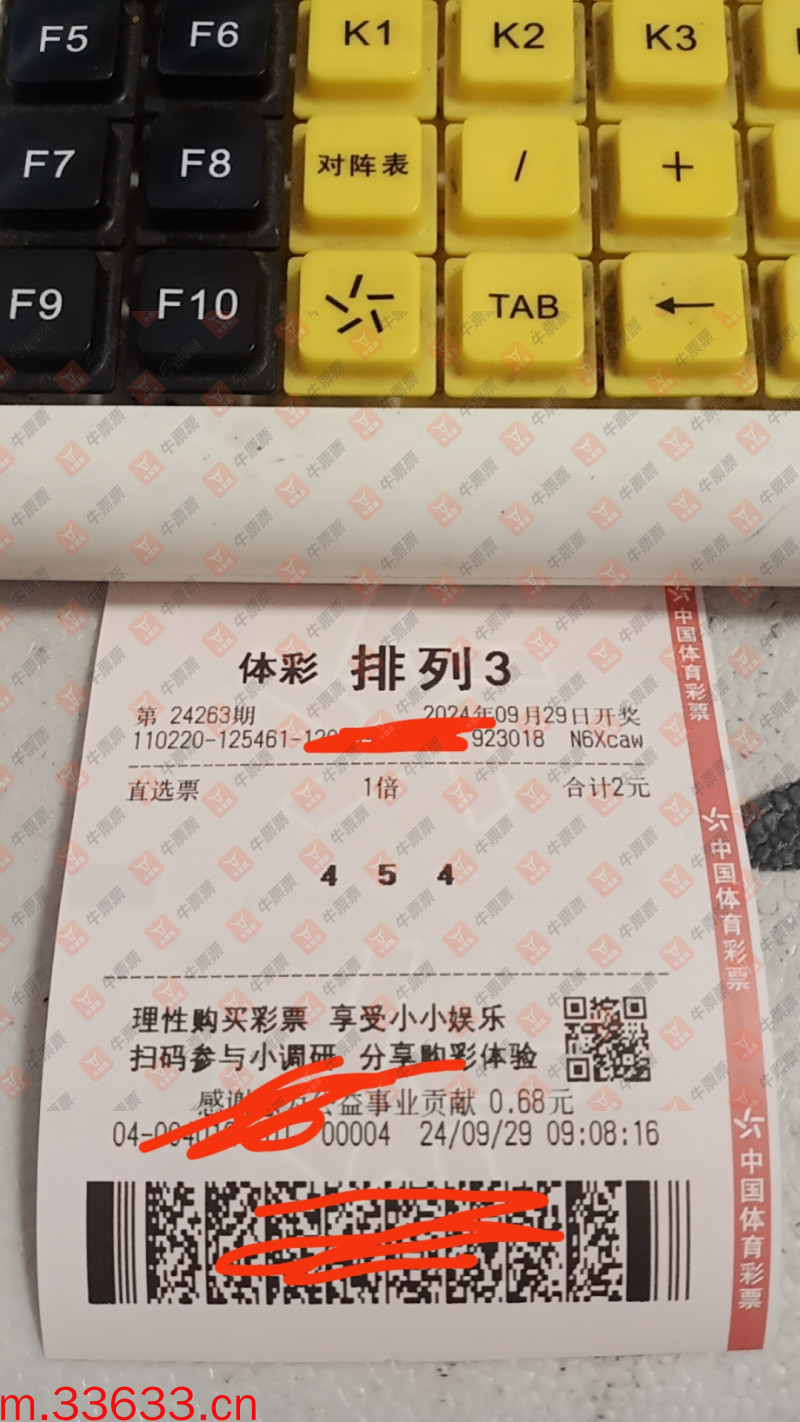 F5 F6 K1 K2 K3
F7 F8 对阵表 / +
F9 F10 TAB ←
牛票票
中国体育彩票
体彩 排列3
第 24263期 2024年09月29日开奖
110220-125461- 923018 N6Xcaw
直选票 1倍 合计2元
4 5 4
中国体育彩票
理性购买彩票 享受小小娱乐
扫码参与小调研 分享购彩体验
感谢 公益事业贡献 0.68元
00004 24/09/29 09:08:16
中国体育彩票
m.33633.cn